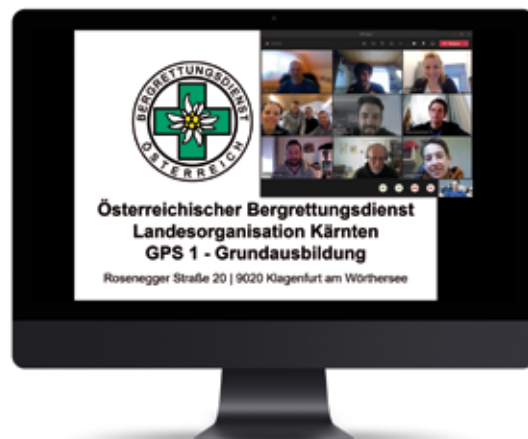 BERGRETTUNGSDIENST
ÖSTERREICH
Österreichischer Bergrettungsdienst
Landesorganisation Kärnten
GPS 1 - Grundausbildung
Rosenegger Straße 20 | 9020 Klagenfurt am Wörthersee